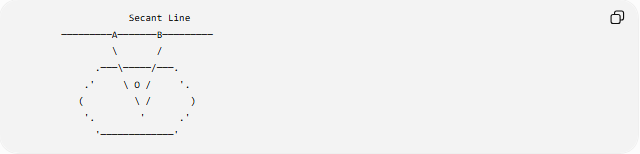 Secant Line
─────────A───────B─────────
\       /
.───\─────/───.
.'     \ O /     '.
(         \ /       )
'.        '      .'
'─────────────'